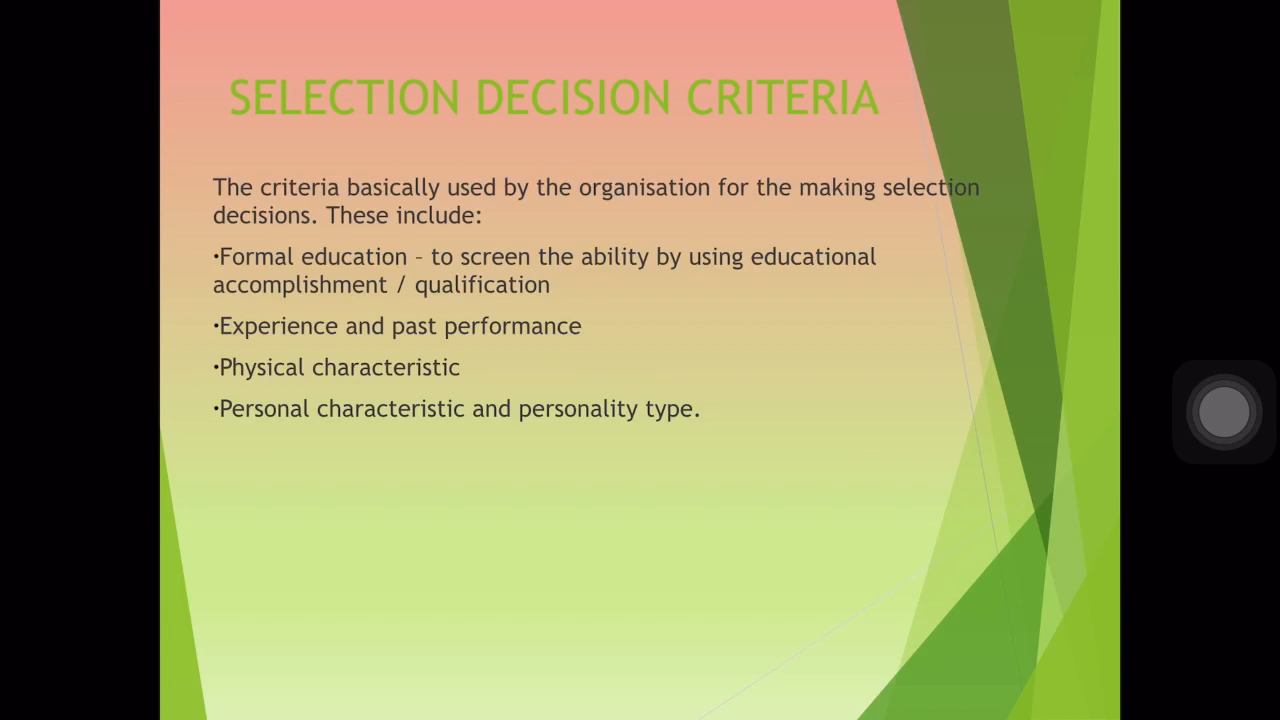 SELECTION DECISION CRITERIA
The criteria basically used by the organisation for the making selection
decisions. These include:
•Formal education – to screen the ability by using educational
accomplishment / qualification
•Experience and past performance
•Physical characteristic
•Personal characteristic and personality type.